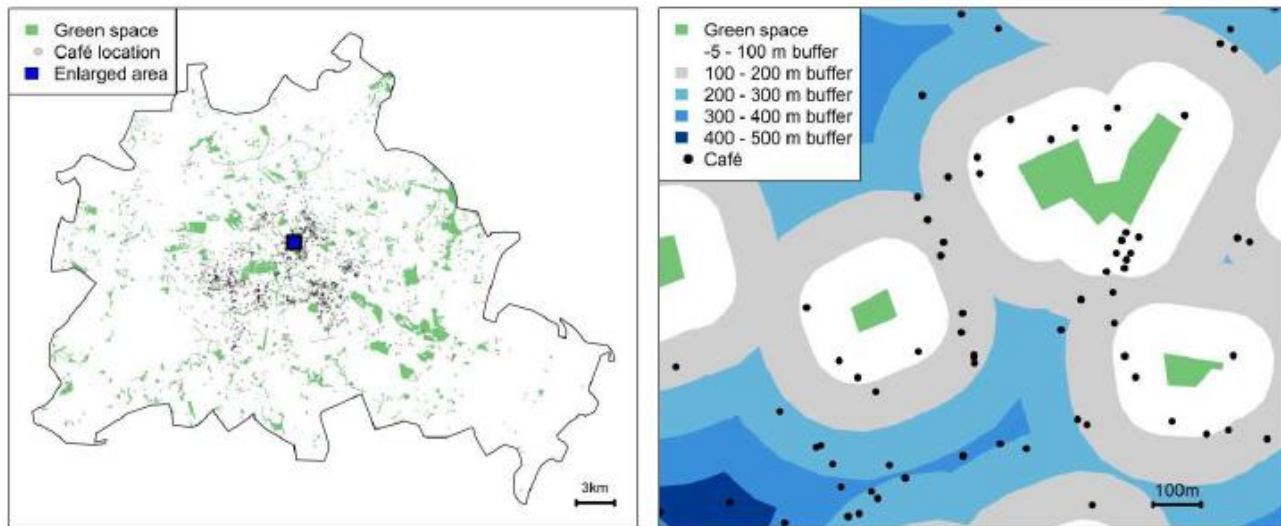 Green space
Café location
Enlarged area
3km
Green space
-5 - 100 m buffer
100 - 200 m buffer
200 - 300 m buffer
300 - 400 m buffer
400 - 500 m buffer
Café
100m